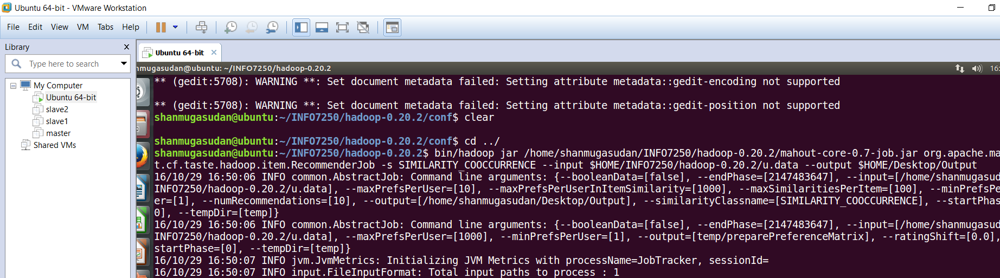 Ubuntu 64-bit - VMware Workstation
File Edit View VM Tabs Help
Library
Type here to search
My Computer
Ubuntu 64-bit
slave2
slave1
master
Shared VMs
Ubuntu 64-bit
nmugasudan@ubuntu: ~/INFO7250/hadoop-0.20.2
16:
** (gedit:5708): WARNING **: Set document metadata failed: Setting attribute metadata::gedit-encoding not supported
** (gedit:5708): WARNING **: Set document metadata failed: Setting attribute metadata::gedit-position not supported
shanmugasudan@ubuntu:~/INFO7250/hadoop-0.20.2/conf$ clear
shanmugasudan@ubuntu:~/INFO7250/hadoop-0.20.2/conf$ cd ../
shanmugasudan@ubuntu:~/INFO7250/hadoop-0.20.2$ bin/hadoop jar /home/shanmugasudan/INFO7250/hadoop-0.20.2/mahout-core-0.7-job.jar org.apache.ma
t.cf.taste.hadoop.item.RecommenderJob -s SIMILARITY_COOCCURRENCE --input $HOME/INFO7250/hadoop-0.20.2/u.data --output $HOME/Desktop/Output
16/10/29 16:50:06 INFO common.AbstractJob: Command line arguments: {--booleanData=[false], --endPhase=[2147483647], --input=[/home/shanmugasud
INFO7250/hadoop-0.20.2/u.data], --maxPrefsPerUser=[10], --maxPrefsPerUserInItemSimilarity=[1000], --maxSimilaritiesPerItem=[100], --minPrefsPe
er=[1], --numRecommendations=[10], --output=[/home/shanmugasudan/Desktop/Output], --similarityClassname=[SIMILARITY_COOCCURRENCE], --startPhas
0], --tempDir=[temp]}
16/10/29 16:50:06 INFO common.AbstractJob: Command line arguments: {--booleanData=[false], --endPhase=[2147483647], --input=[/home/shanmugasud
INFO7250/hadoop-0.20.2/u.data], --maxPrefsPerUser=[1000], --minPrefsPerUser=[1], --output=[temp/preparePreferenceMatrix], --ratingShift=[0.0],
startPhase=[0], --tempDir=[temp]}
16/10/29 16:50:07 INFO jvm.JvmMetrics: Initializing JVM Metrics with processName=JobTracker, sessionId=
16/10/29 16:50:07 INFO input.FileInputFormat: Total input paths to process : 1